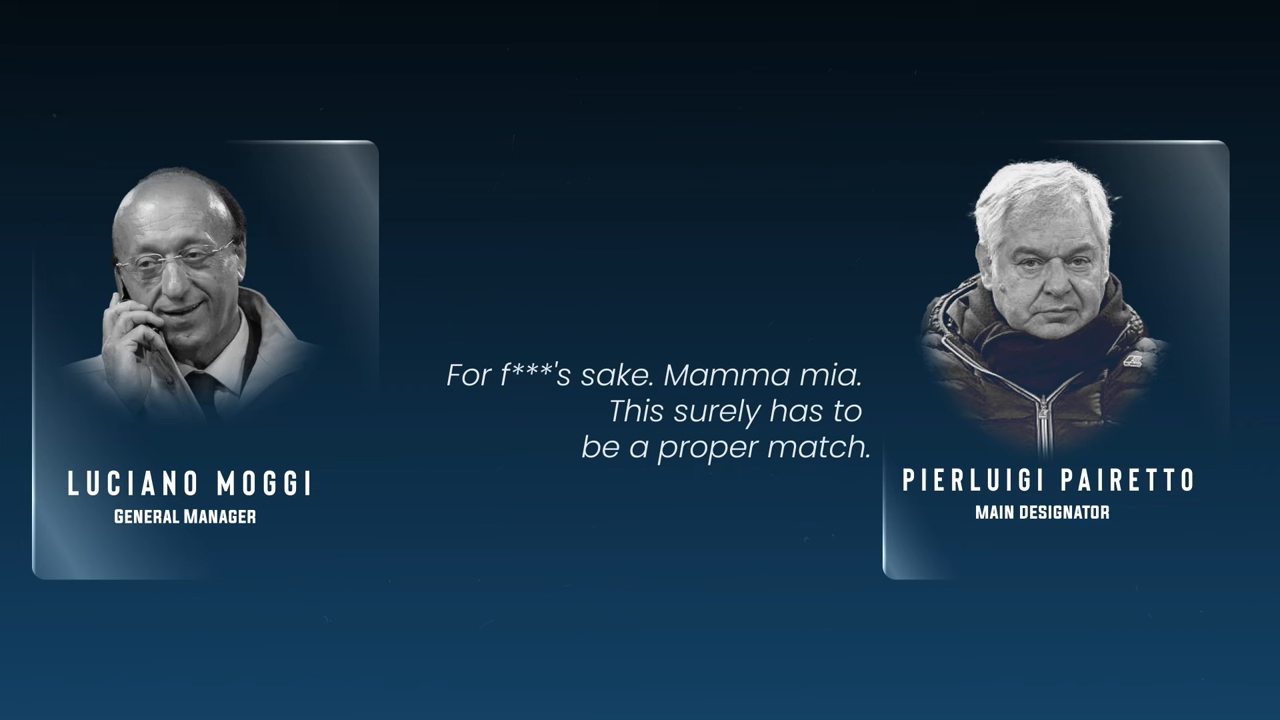 For f***'s sake. Mamma mia.
This surely has to
be a proper match.
LUCIANO MOGGI
GENERAL MANAGER
PIERLUIGI PAIRETTO
MAIN DESIGNATOR